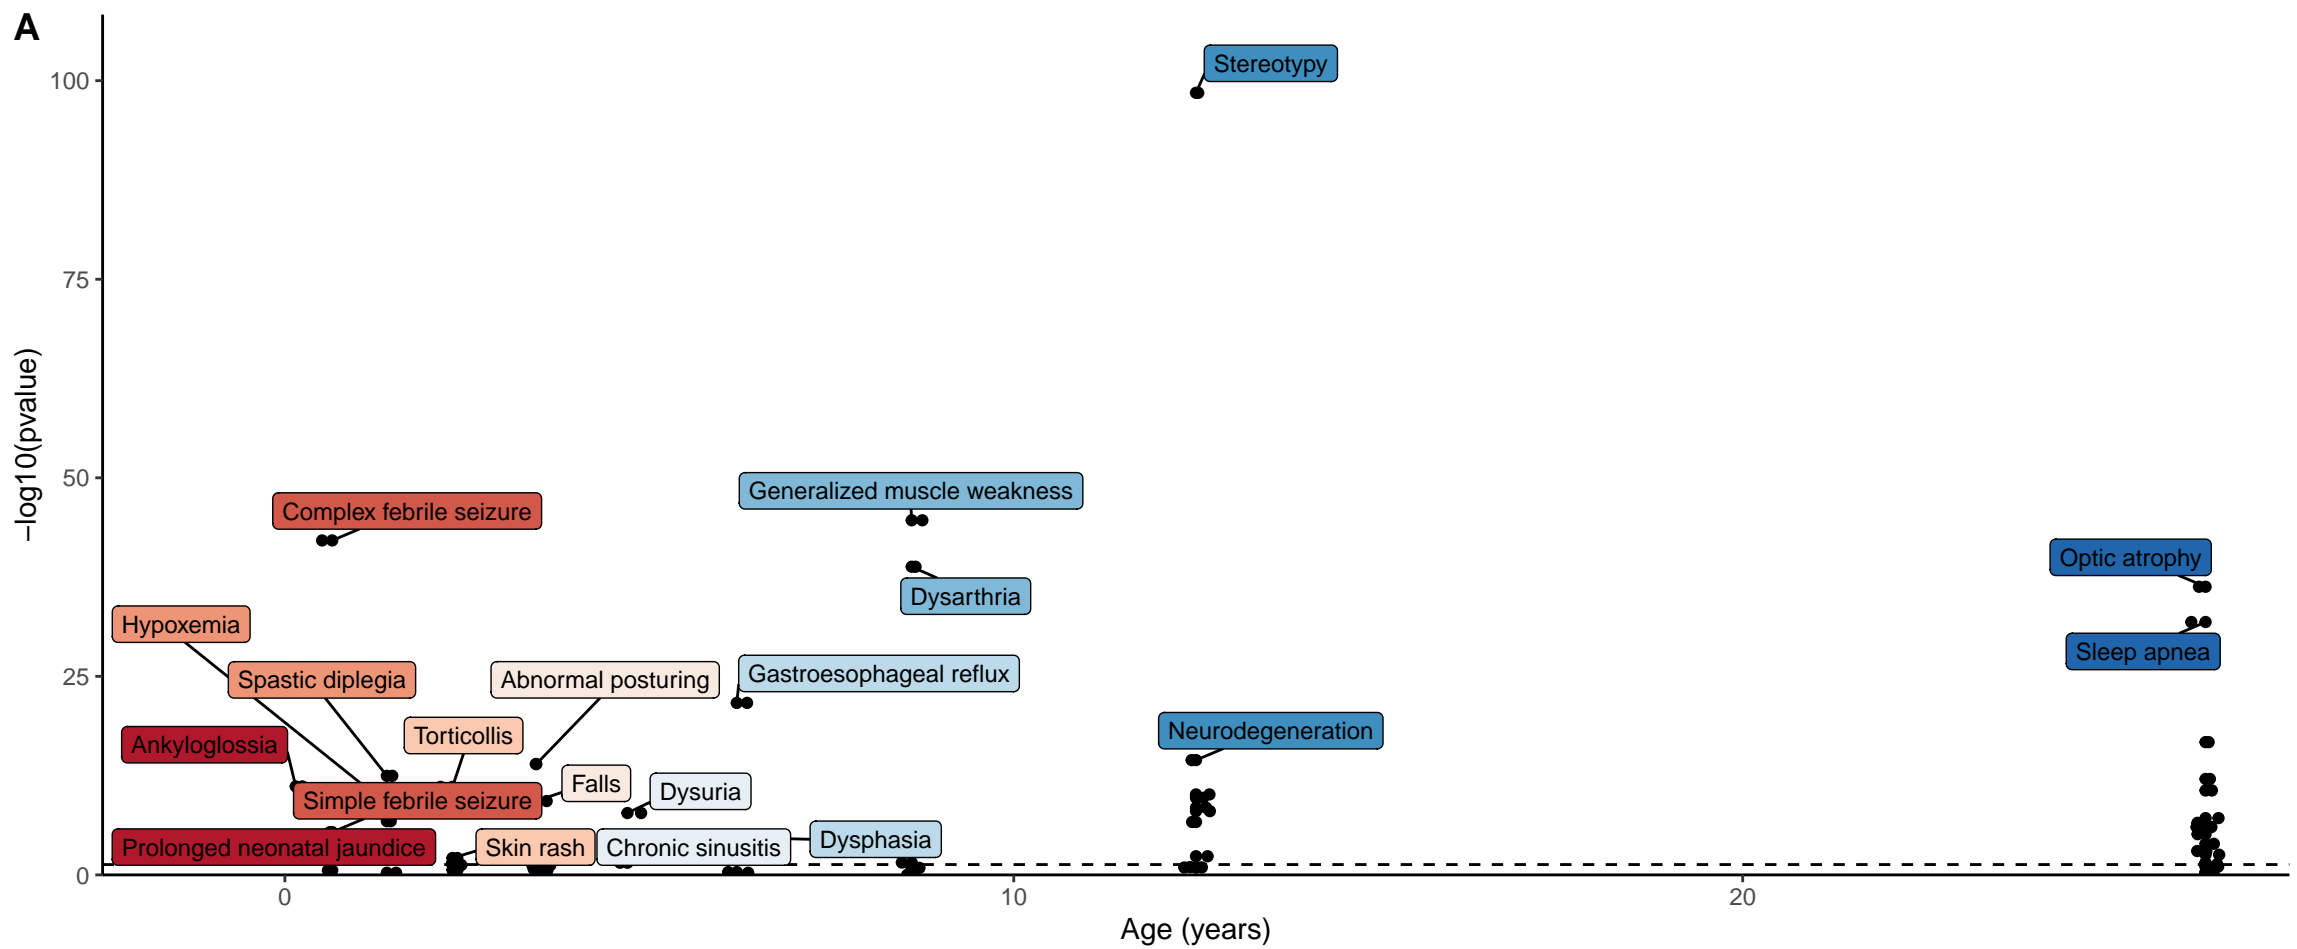 A
Stereotypy
100
75
−log10(pvalue)
Generalized muscle weakness
50
Complex febrile seizure
Optic atrophy
Dysarthria
Hypoxemia
Sleep apnea
25
Spastic diplegia
Abnormal posturing
Gastroesophageal reflux
Ankyloglossia
Torticollis
Neurodegeneration
Simple febrile seizure
Falls
Dysuria
Prolonged neonatal jaundice
Skin rash
Chronic sinusitis
Dysphasia
0
0
10
20
Age (years)